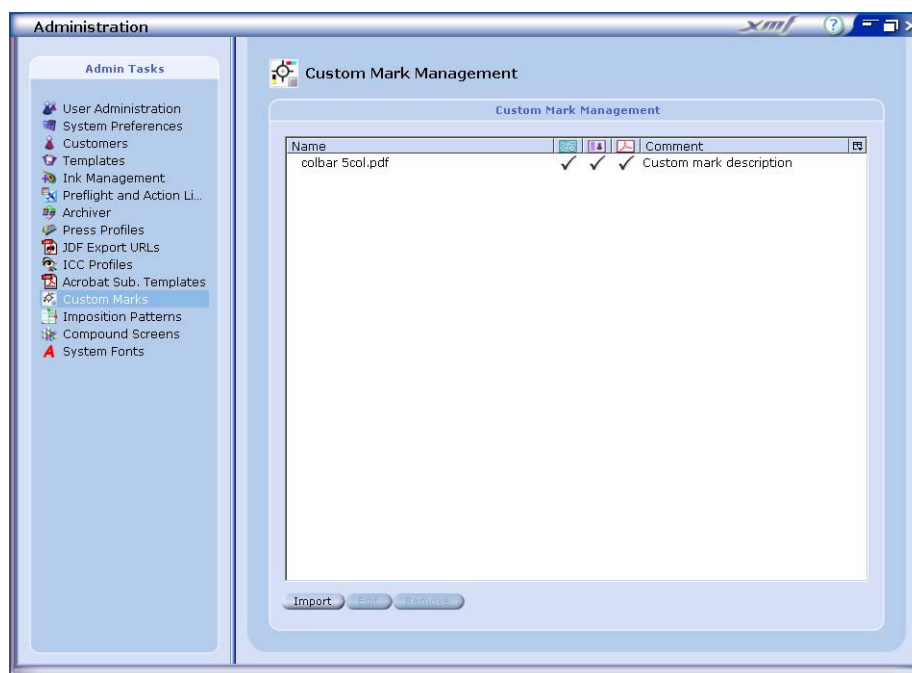 Administration
xmf
?
Admin Tasks
User Administration
System Preferences
Customers
Templates
Ink Management
Preflight and Action Li...
Archiver
Press Profiles
JDF Export URLs
ICC Profiles
Acrobat Sub. Templates
Custom Marks
Imposition Patterns
Compound Screens
System Fonts
Custom Mark Management
Custom Mark Management
Name Comment
colbar 5col.pdf Custom mark description
Import Edit Remove